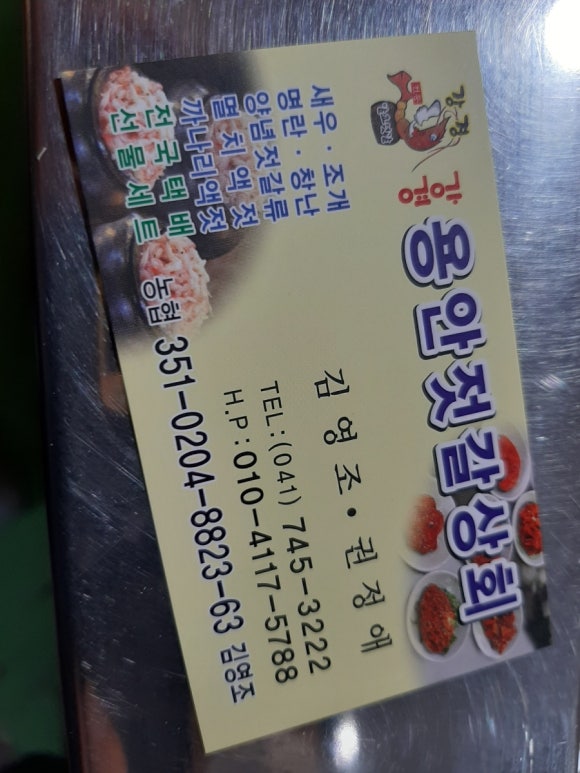 강경
강경
용안젓갈상회
새우·조개
명란·창난
양념젓갈류
멸치액젓
까나리액젓
전국택배
선물세트
김영조·권정애
TEL:(041) 745-3222
H.P:010-4117-5788
농협 351-0204-8823-63 김영조